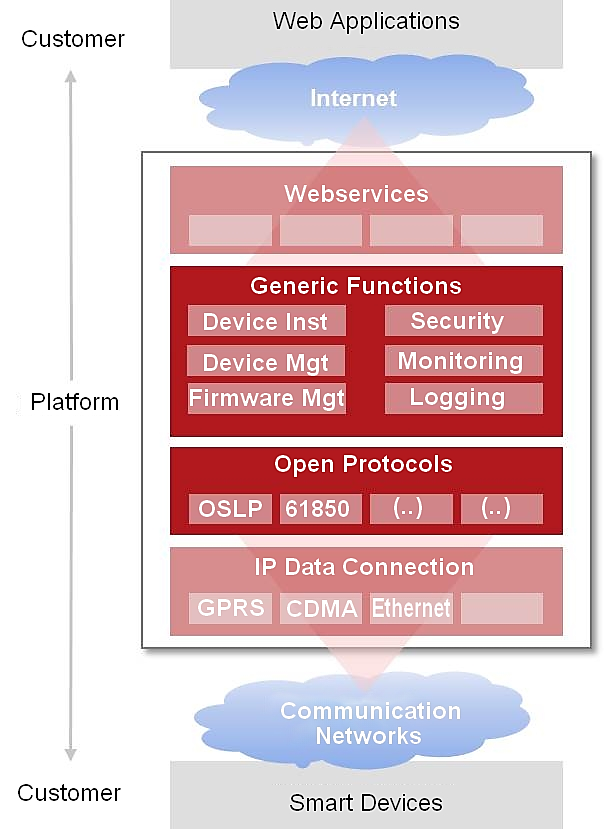 Web Applications
Customer
Internet
Webservices
Generic Functions
Device Inst
Security
Device Mgt
Monitoring
Firmware Mgt
Logging
Platform
Open Protocols
OSLP
61850
(..)
(..)
IP Data Connection
GPRS
CDMA
Ethernet
Communication
Networks
Customer
Smart Devices